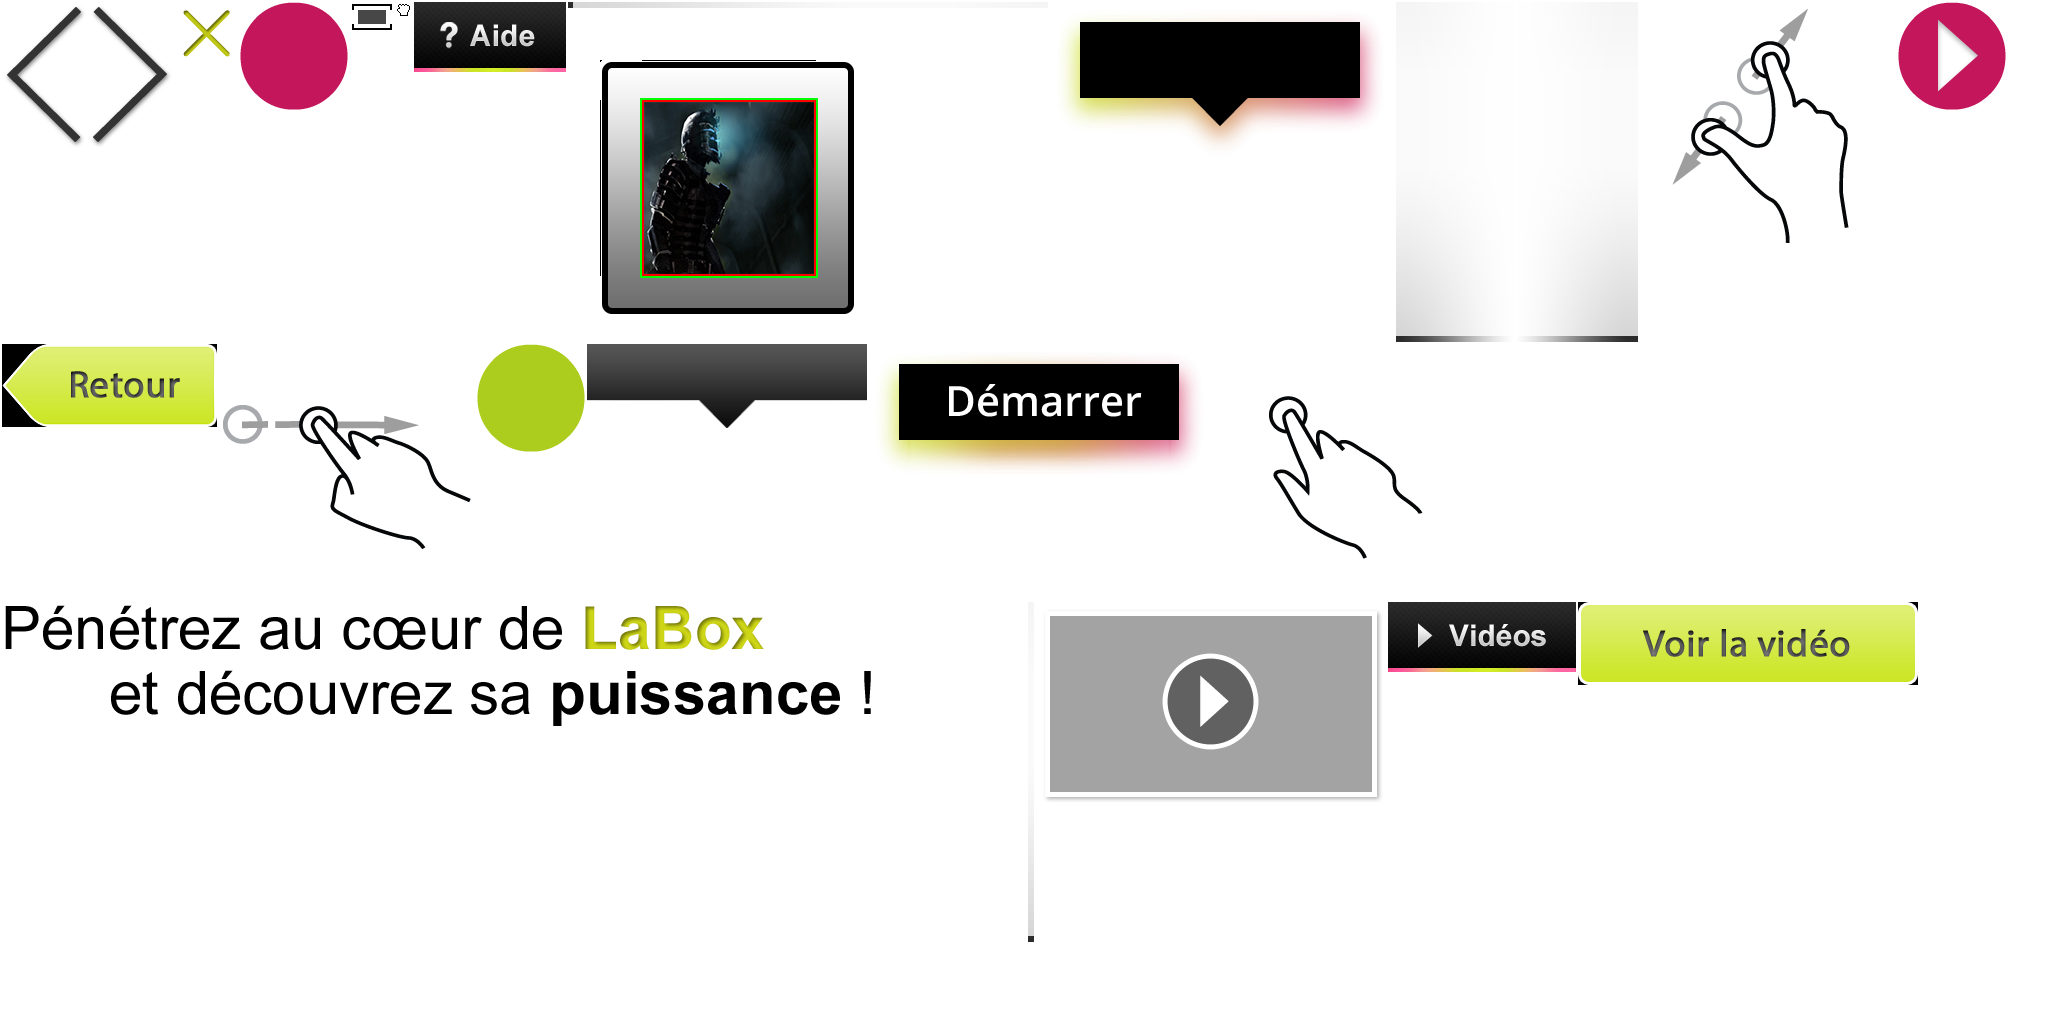 ? Aide
Retour
Démarrer
Pénétrez au cœur de LaBox
et découvrez sa puissance !
Vidéos
Voir la vidéo